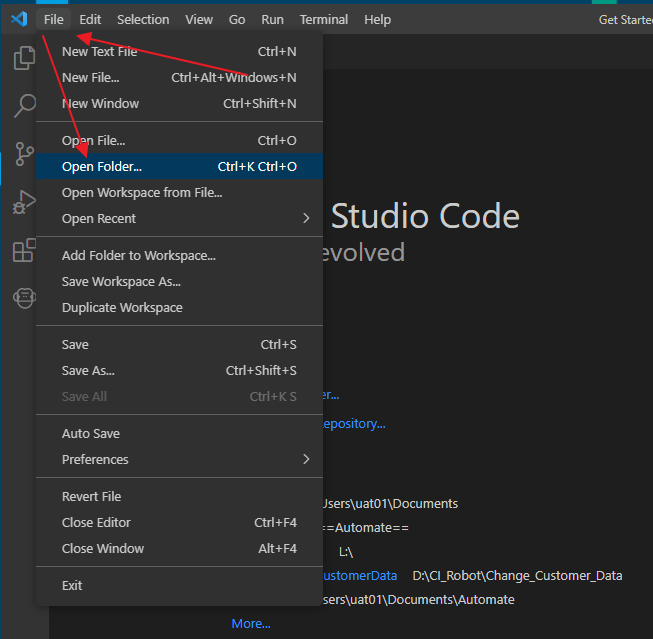 File Edit Selection View Go Run Terminal Help Get Starte
New Text File Ctrl+N
New File... Ctrl+Alt+Windows+N
New Window Ctrl+Shift+N
Open File... Ctrl+O
Open Folder... Ctrl+K Ctrl+O
Open Workspace from File...
Open Recent
Studio Code
evolved
Add Folder to Workspace...
Save Workspace As...
Duplicate Workspace
Save Ctrl+S
Save As... Ctrl+Shift+S
Save All Ctrl+K S
er...
epository...
Auto Save
Preferences
Revert File
Close Editor Ctrl+F4
Close Window Alt+F4
Exit
Users\uat01\Documents
==Automate==
L:\
ustomerData D:\CI_Robot\Change_Customer_Data
sers\uat01\Documents\Automate
More...